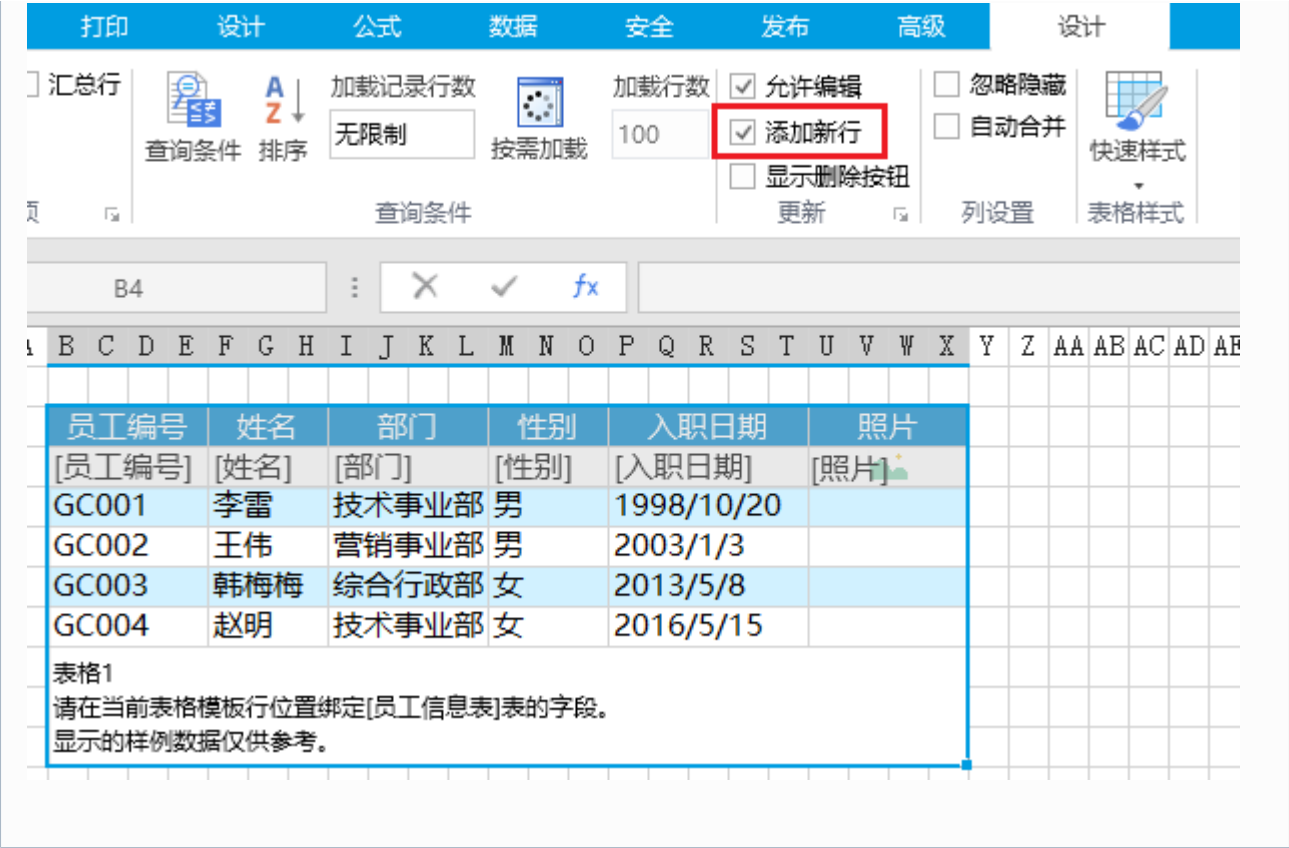 打印 设计 公式 数据 安全 发布 高级 设计
汇总行 加载记录行数 加载行数 允许编辑 忽略隐藏
无限制 100 添加新行 自动合并
查询条件 排序 按需加载 显示删除按钮 快速样式
查询条件 更新 列设置 表格样式
B4 fx
B C D E F G H I J K L M N O P Q R S T U V W X Y Z AA AB AC AD
员工编号 姓名 部门 性别 入职日期 照片
[员工编号] [姓名] [部门] [性别] [入职日期] [照片]
GC001 李雷 技术事业部 男 1998/10/20
GC002 王伟 营销事业部 男 2003/1/3
GC003 韩梅梅 综合行政部 女 2013/5/8
GC004 赵明 技术事业部 女 2016/5/15
表格1
请在当前表格模板行位置绑定[员工信息表]表的字段。
显示的样例数据仅供参考。